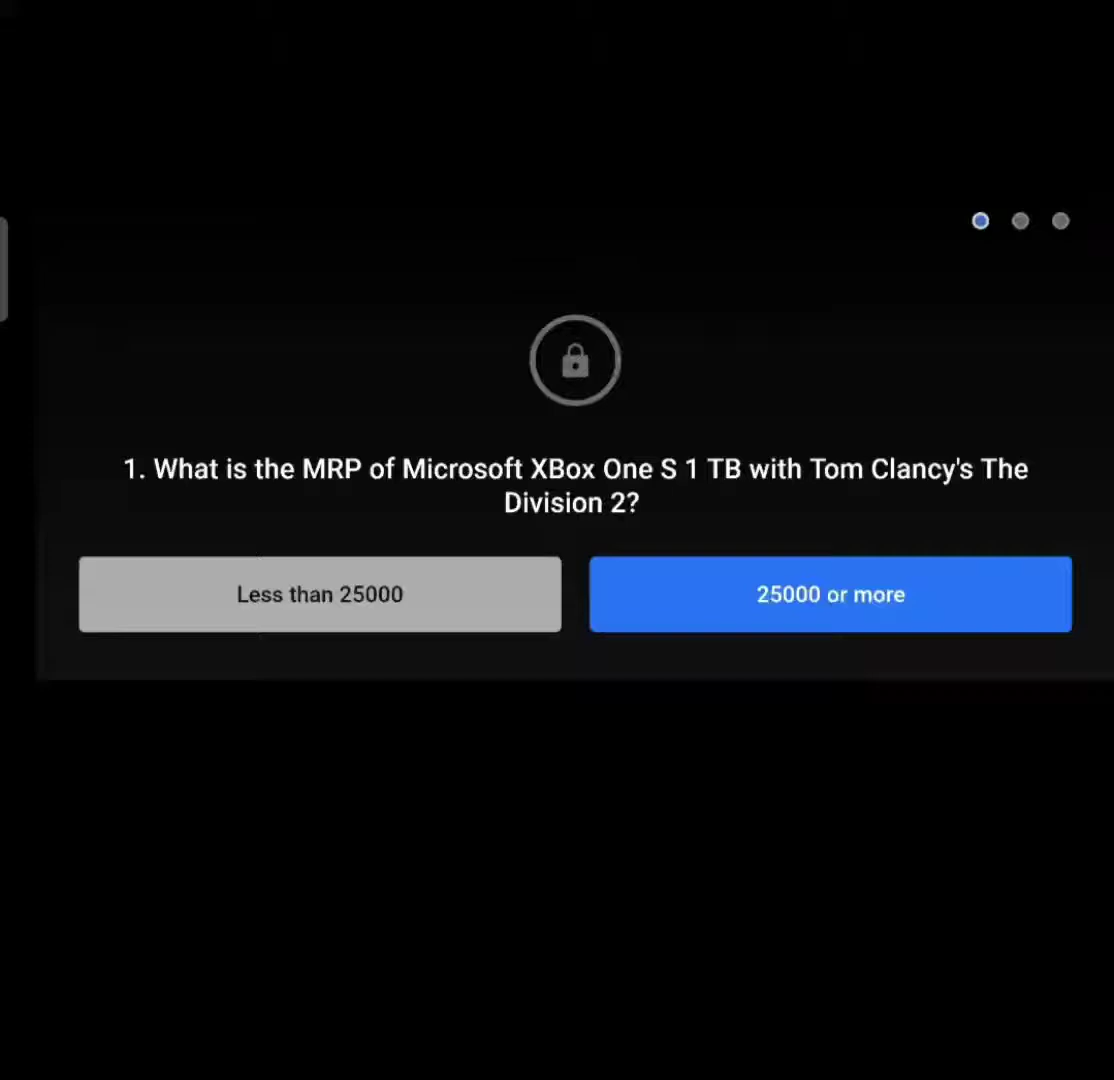 1. What is the MRP of Microsoft XBox One S 1 TB with Tom Clancy's The
Division 2?
Less than 25000
25000 or more